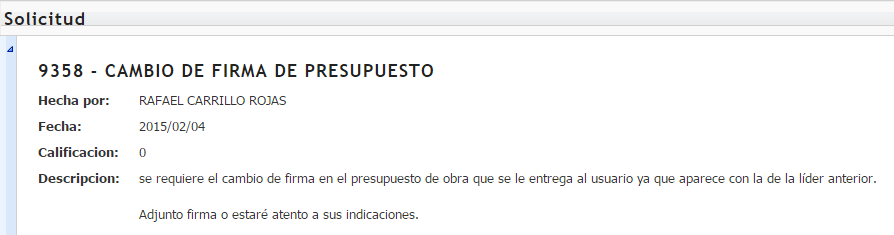 Solicitud
9358 - CAMBIO DE FIRMA DE PRESUPUESTO
Hecha por: RAFAEL CARRILLO ROJAS
Fecha: 2015/02/04
Calificacion: 0
Descripcion: se requiere el cambio de firma en el presupuesto de obra que se le entrega al usuario ya que aparece con la de la líder anterior.
Adjunto firma o estaré atento a sus indicaciones.